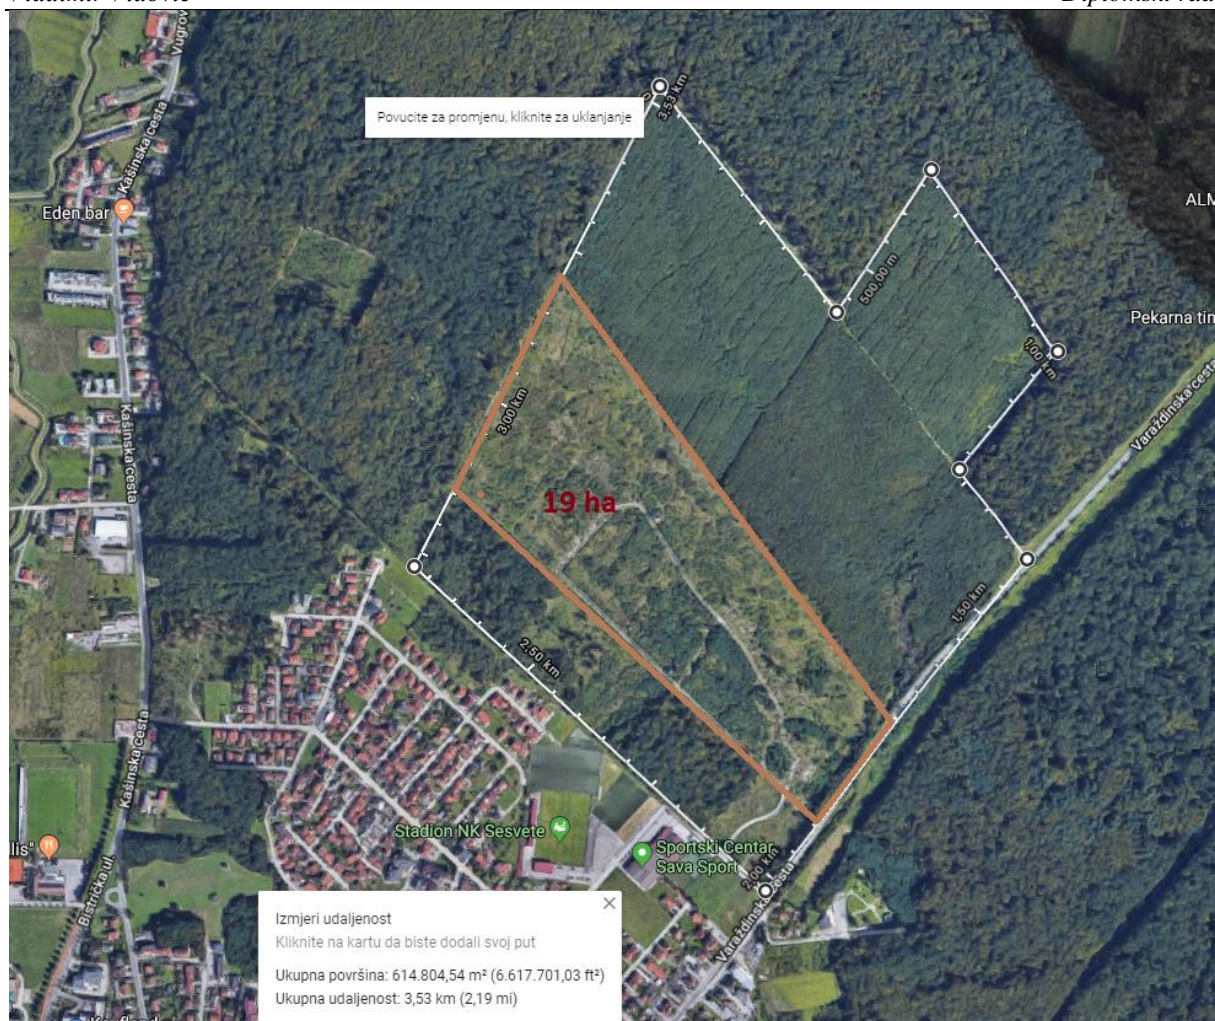 Vugrov
Kašinska cesta
Eden bar
Povucite za promjenu, kliknite za uklanjanje
3,53 km
ALM
500,00 m
Pekarna tin
1,00 km
Varaždinska cesta
3,00 km
Kašinska cesta
19 ha
1,50 km
2,50 km
Kašinska cesta
Stadion NK Sesvete
Sportski Centar
Sava Sport
2,00 km
Varaždinska cesta
llis"
Bistrička ul.
Izmjeri udaljenost
Kliknite na kartu da biste dodali svoj put
Ukupna površina: 614.804,54 m² (6.617.701,03 ft²)
Ukupna udaljenost: 3,53 km (2,19 mi)